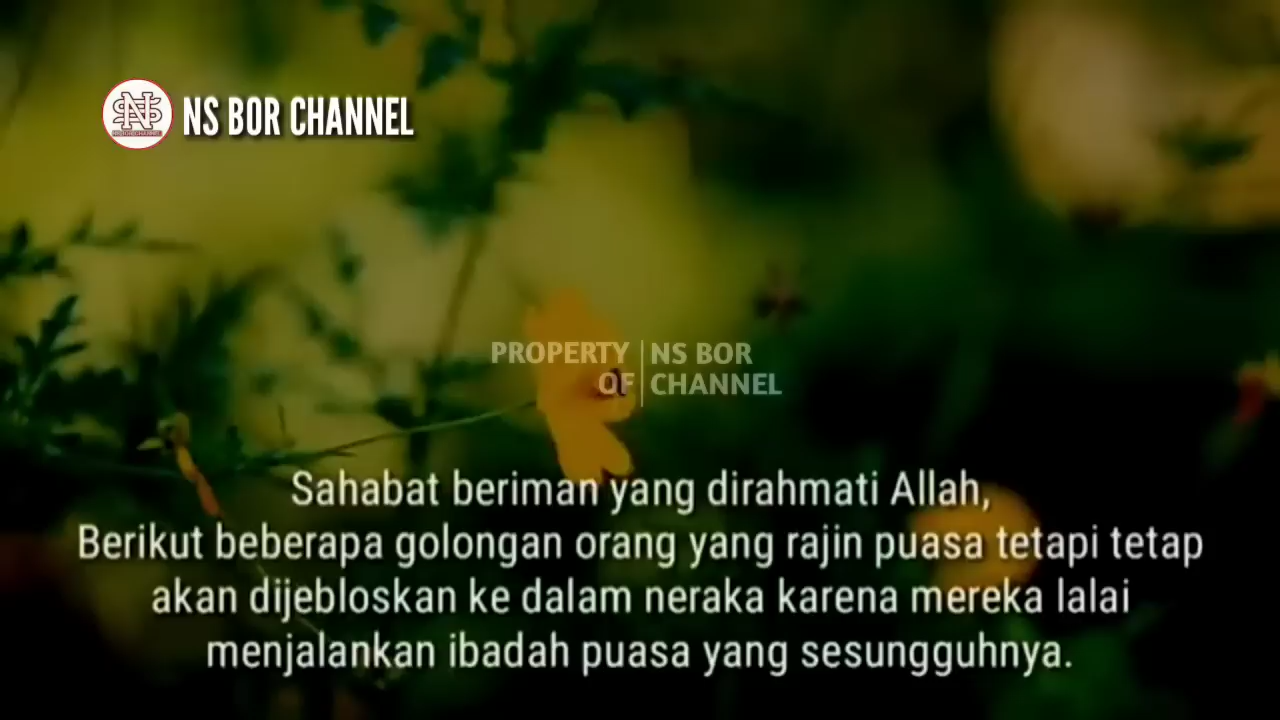 NS BOR CHANNEL
PROPERTY OF
NS BOR CHANNEL
Sahabat beriman yang dirahmati Allah,
Berikut beberapa golongan orang yang rajin puasa tetapi tetap
akan dijebloskan ke dalam neraka karena mereka lalai
menjalankan ibadah puasa yang sesungguhnya.